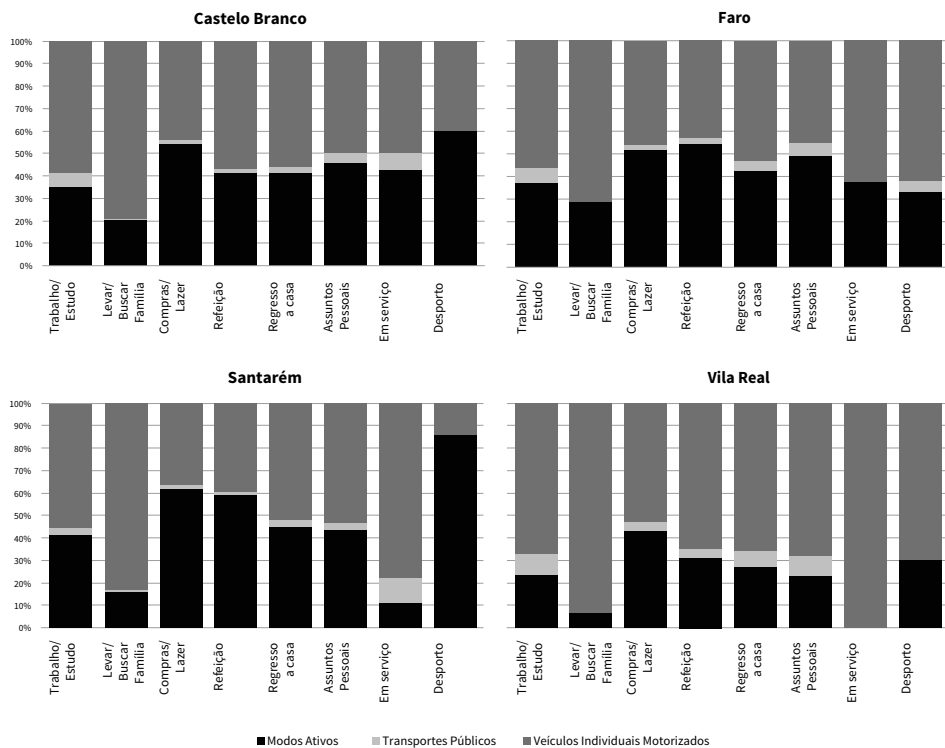 Castelo Branco
Faro
100%
90%
80%
70%
60%
50%
40%
30%
20%
10%
0%
Trabalho/
Estudo
Levar/
Buscar
Familia
Compras/
Lazer
Refeição
Regresso
a casa
Assuntos
Pessoais
Em serviço
Desporto
Trabalho/
Estudo
Levar/
Buscar
Familia
Compras/
Lazer
Refeição
Regresso
a casa
Assuntos
Pessoais
Em serviço
Desporto
Santarém
Vila Real
100%
90%
80%
70%
60%
50%
40%
30%
20%
10%
0%
Trabalho/
Estudo
Levar/
Buscar
Familia
Compras/
Lazer
Refeição
Regresso
a casa
Assuntos
Pessoais
Em serviço
Desporto
Trabalho/
Estudo
Levar/
Buscar
Familia
Compras/
Lazer
Refeição
Regresso
a casa
Assuntos
Pessoais
Em serviço
Desporto
Modos Ativos
Transportes Públicos
Veículos Individuais Motorizados